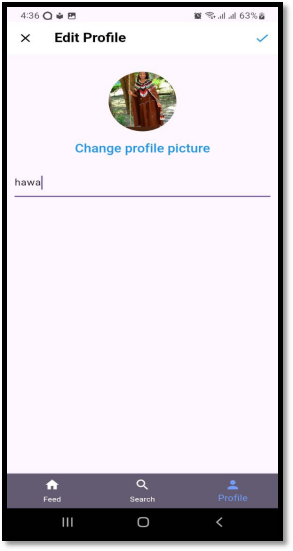 4:36 63%
Edit Profile
Change profile picture
hawa
Feed Search Profile